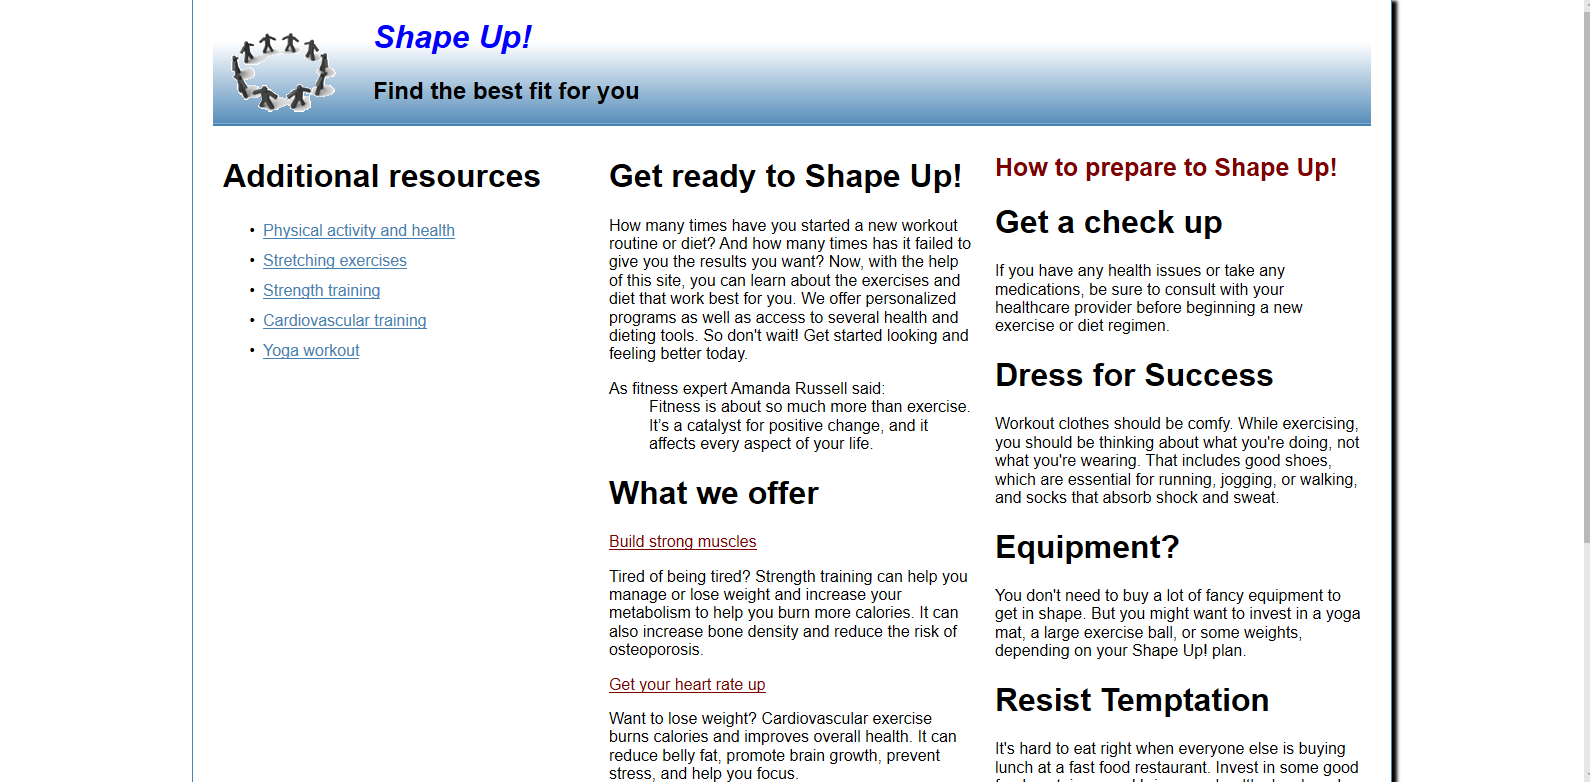 Shape Up!
Find the best fit for you
Additional resources
• Physical activity and health
• Stretching exercises
• Strength training
• Cardiovascular training
• Yoga workout
Get ready to Shape Up!
How many times have you started a new workout
routine or diet? And how many times has it failed to
give you the results you want? Now, with the help
of this site, you can learn about the exercises and
diet that work best for you. We offer personalized
programs as well as access to several health and
dieting tools. So don't wait! Get started looking and
feeling better today.
As fitness expert Amanda Russell said:
Fitness is about so much more than exercise.
It's a catalyst for positive change, and it
affects every aspect of your life.
What we offer
Build strong muscles
Tired of being tired? Strength training can help you
manage or lose weight and increase your
metabolism to help you burn more calories. It can
also increase bone density and reduce the risk of
osteoporosis.
Get your heart rate up
Want to lose weight? Cardiovascular exercise
burns calories and improves overall health. It can
reduce belly fat, promote brain growth, prevent
stress, and help you focus.
How to prepare to Shape Up!
Get a check up
If you have any health issues or take any
medications, be sure to consult with your
healthcare provider before beginning a new
exercise or diet regimen.
Dress for Success
Workout clothes should be comfy. While exercising,
you should be thinking about what you're doing, not
what you're wearing. That includes good shoes,
which are essential for running, jogging, or walking,
and socks that absorb shock and sweat.
Equipment?
You don't need to buy a lot of fancy equipment to
get in shape. But you might want to invest in a yoga
mat, a large exercise ball, or some weights,
depending on your Shape Up! plan.
Resist Temptation
It's hard to eat right when everyone else is buying
lunch at a fast food restaurant. Invest in some good